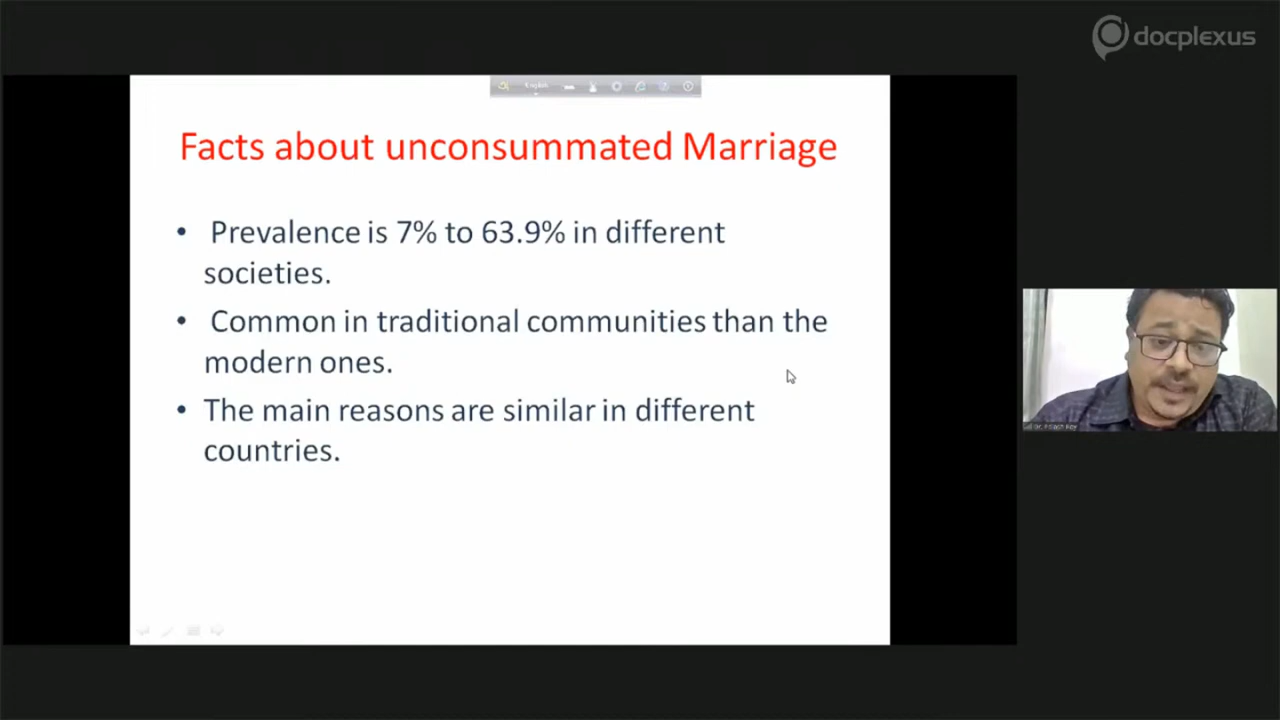 docplexus
English
Facts about unconsummated Marriage
• Prevalence is 7% to 63.9% in different
societies.
• Common in traditional communities than the
modern ones.
• The main reasons are similar in different
countries.